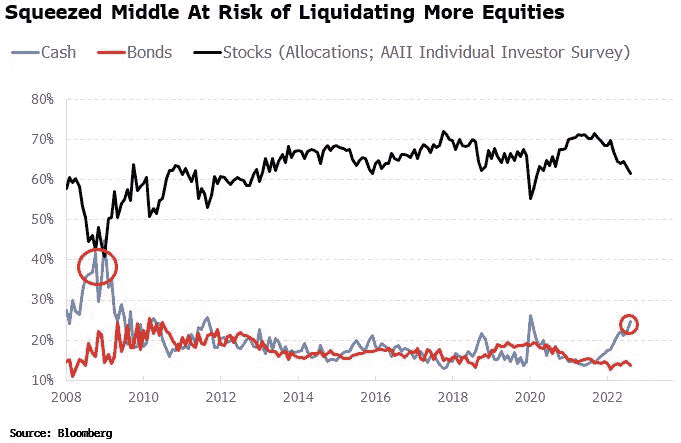 Squeezed Middle At Risk of Liquidating More Equities
Cash Bonds Stocks (Allocations; AAII Individual Investor Survey)
80%
70%
60%
50%
40%
30%
20%
10%
2008 2010 2012 2014 2016 2018 2020 2022
Source: Bloomberg